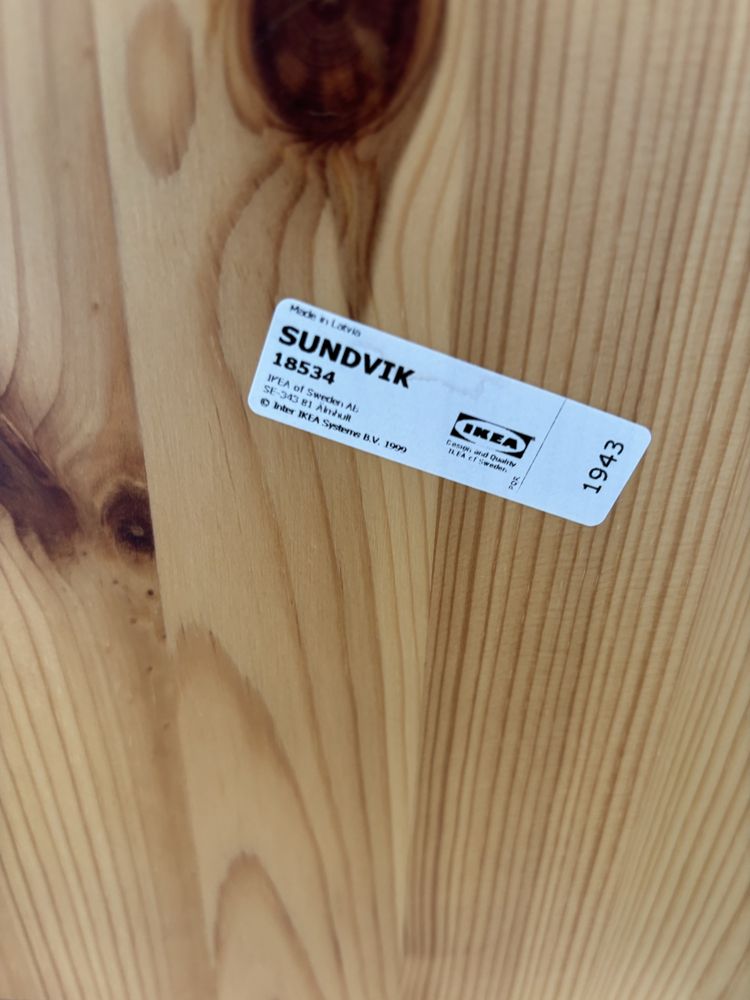 Made in Latvia
SUNDVIK
18534
IKEA of Sweden AB
SE-343 81 Älmhult
© Inter IKEA Systems B.V. 1999
IKEA
Design and Quality
IKEA of Sweden
PQR
1943